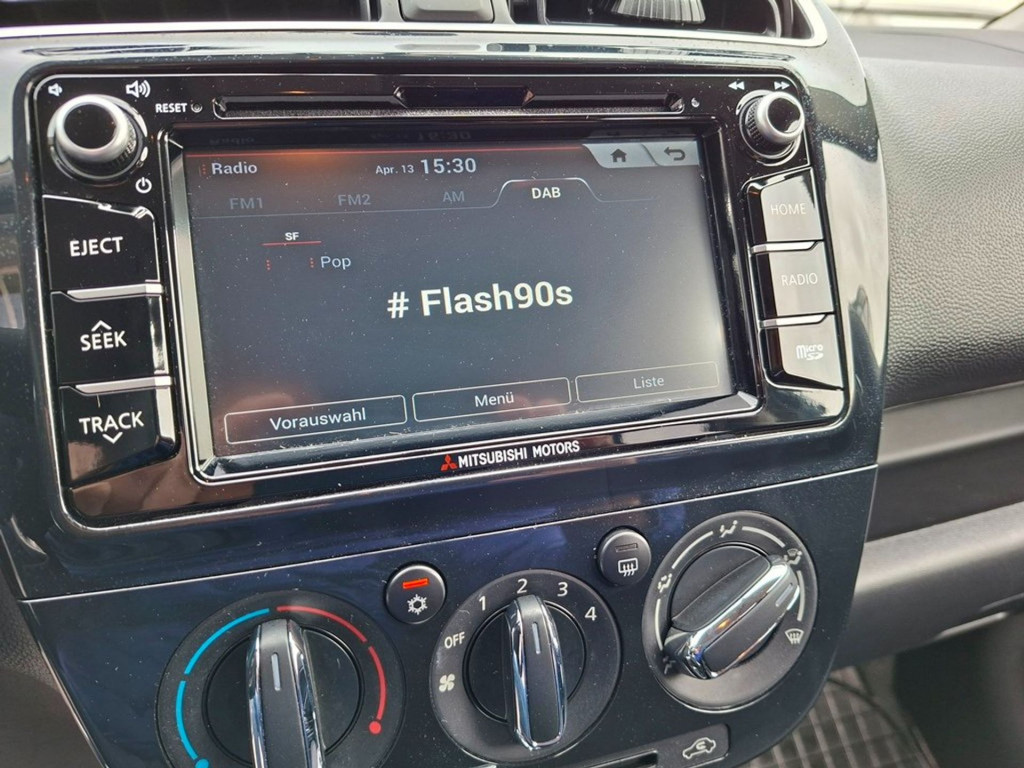 RESET
Radio
Apr. 13 15:30
FM1 FM2 AM DAB
SF
Pop
# Flash90s
Vorauswahl Menü Liste
EJECT
SEEK
TRACK
HOME
RADIO
micro SD
MITSUBISHI MOTORS
OFF 1 2 3 4